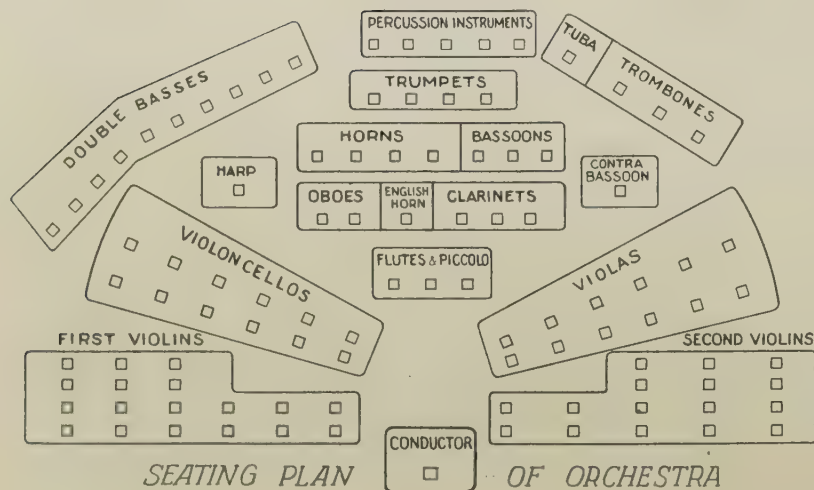 PERCUSSION INSTRUMENTS
TUBA
TROMBONES
DOUBLE BASSES
TRUMPETS
HORNS
BASSOONS
HARP
CONTRA
BASSOON
OBOES
ENGLISH
HORN
CLARINETS
VIOLONCELLOS
FLUTES & PICCOLO
VIOLAS
FIRST VIOLINS
SECOND VIOLINS
CONDUCTOR
SEATING PLAN OF ORCHESTRA